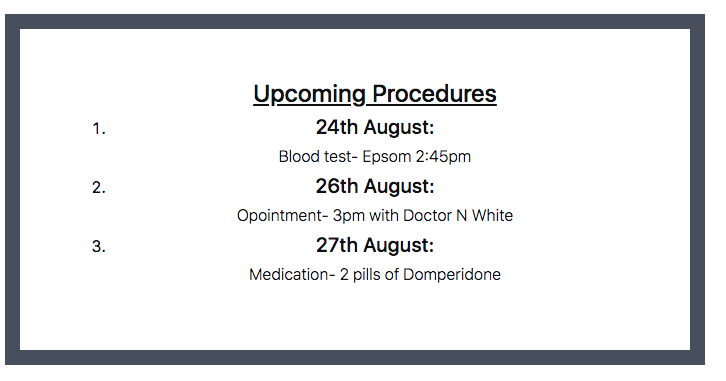 Upcoming Procedures
1. 24th August:
Blood test- Epsom 2:45pm
2. 26th August:
Opointment- 3pm with Doctor N White
3. 27th August:
Medication- 2 pills of Domperidone